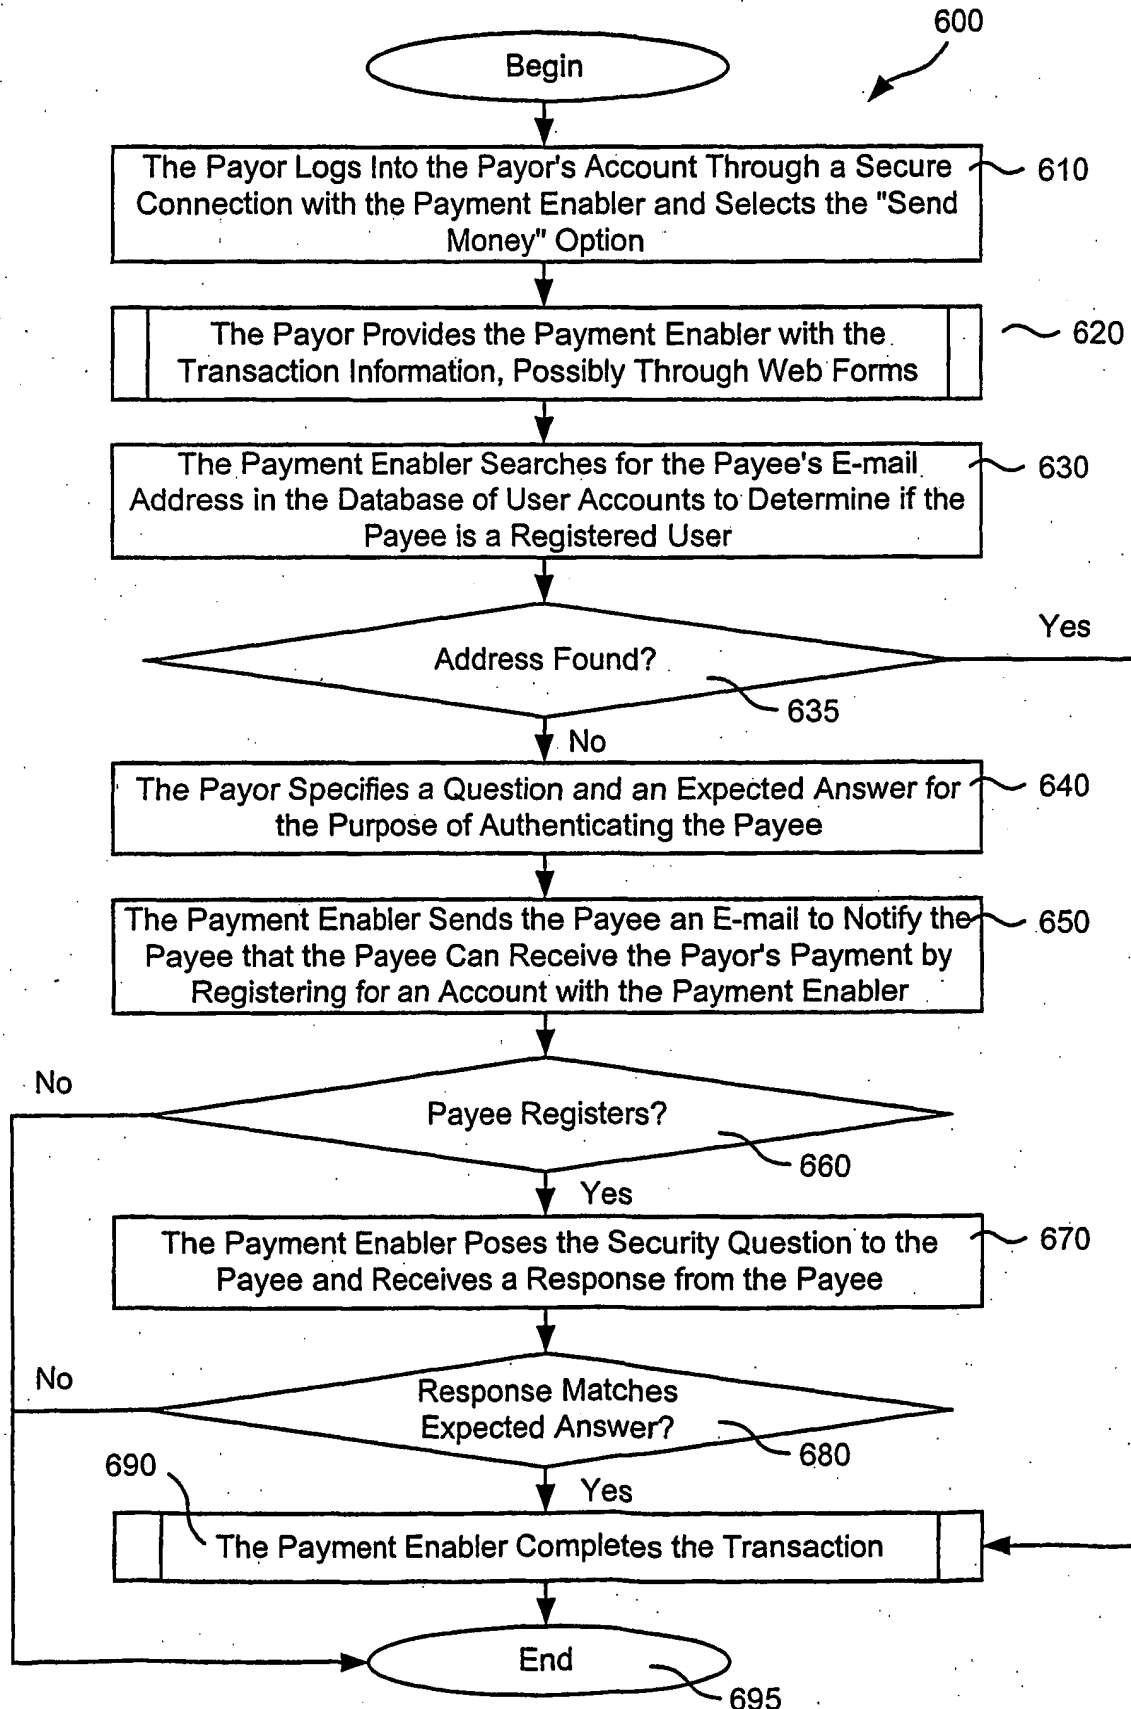 600
Begin
The Payor Logs Into the Payor's Account Through a Secure
Connection with the Payment Enabler and Selects the "Send
Money" Option
610
The Payor Provides the Payment Enabler with the
Transaction Information, Possibly Through Web Forms
620
The Payment Enabler Searches for the Payee's E-mail
Address in the Database of User Accounts to Determine if the
Payee is a Registered User
630
Address Found?
Yes
635
No
The Payor Specifies a Question and an Expected Answer for
the Purpose of Authenticating the Payee
640
The Payment Enabler Sends the Payee an E-mail to Notify the
Payee that the Payee Can Receive the Payor's Payment by
Registering for an Account with the Payment Enabler
650
No
Payee Registers?
660
Yes
The Payment Enabler Poses the Security Question to the
Payee and Receives a Response from the Payee
670
No
Response Matches
Expected Answer?
680
690
Yes
The Payment Enabler Completes the Transaction
End
695